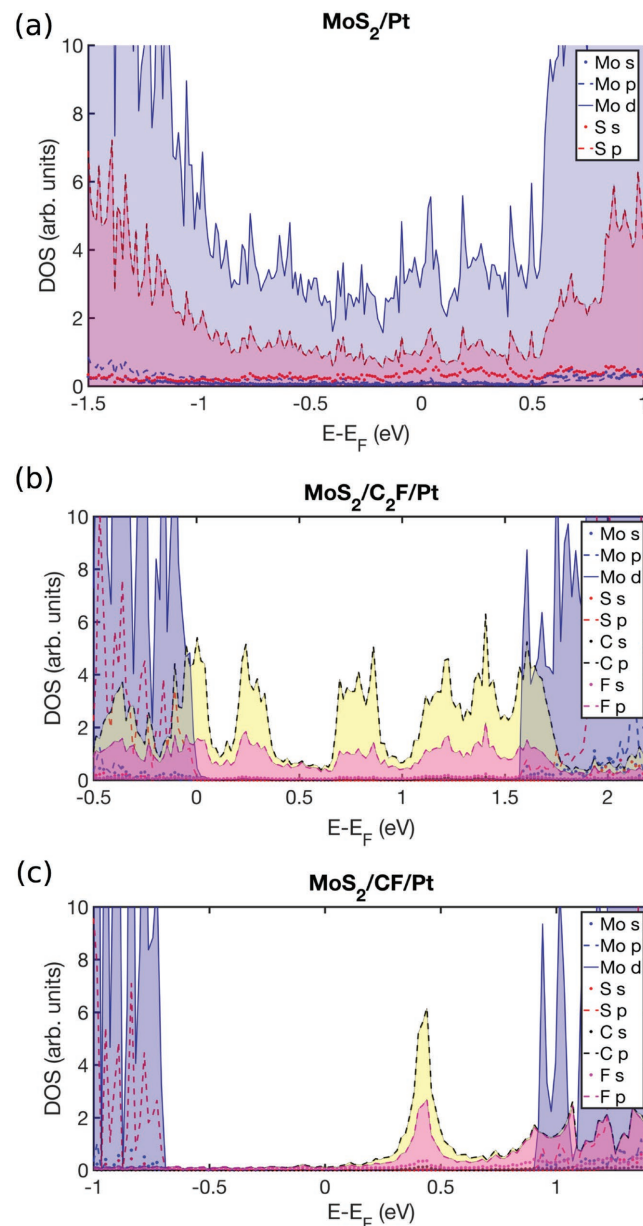 (a)
MoS2/Pt
DOS (arb. units)
10
8
6
4
2
0
Mo s
Mo p
Mo d
S s
S p
-1.5
-1
-0.5
0
0.5
1
E-EF (eV)
(b)
MoS2/C2F/Pt
DOS (arb. units)
10
8
6
4
2
0
Mo s
Mo p
Mo d
S s
S p
C s
C p
F s
F p
-0.5
0
0.5
1
1.5
2
E-EF (eV)
(c)
MoS2/CF/Pt
DOS (arb. units)
10
8
6
4
2
0
Mo s
Mo p
Mo d
S s
S p
C s
C p
F s
F p
-1
-0.5
0
0.5
1
E-EF (eV)